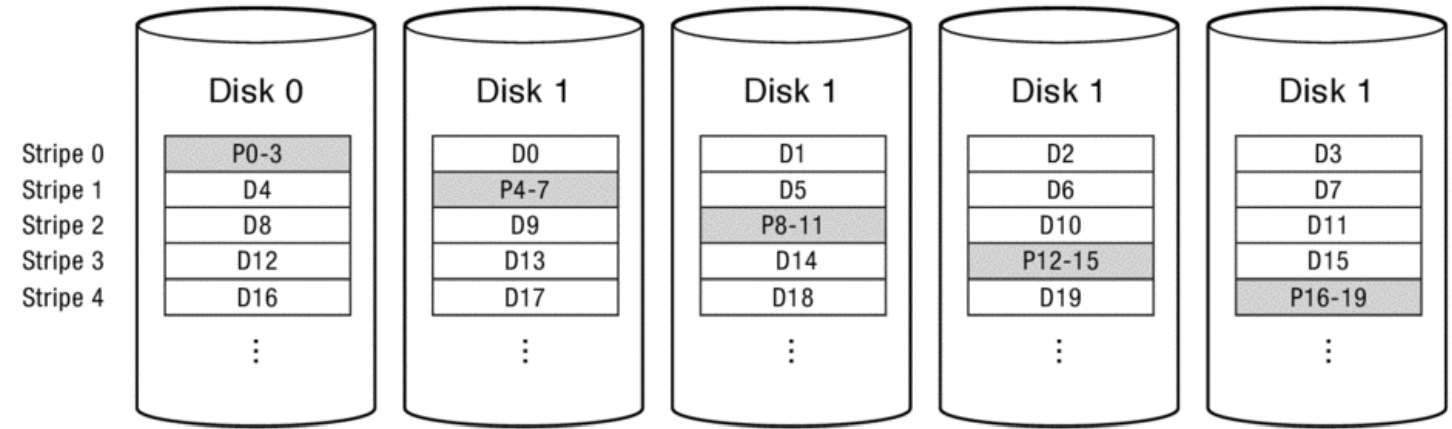 Disk 0 Disk 1 Disk 1 Disk 1 Disk 1
Stripe 0 P0-3 D0 D1 D2 D3
Stripe 1 D4 P4-7 D5 D6 D7
Stripe 2 D8 D9 P8-11 D10 D11
Stripe 3 D12 D13 D14 P12-15 D15
Stripe 4 D16 D17 D18 D19 P16-19
⋮ ⋮ ⋮ ⋮ ⋮